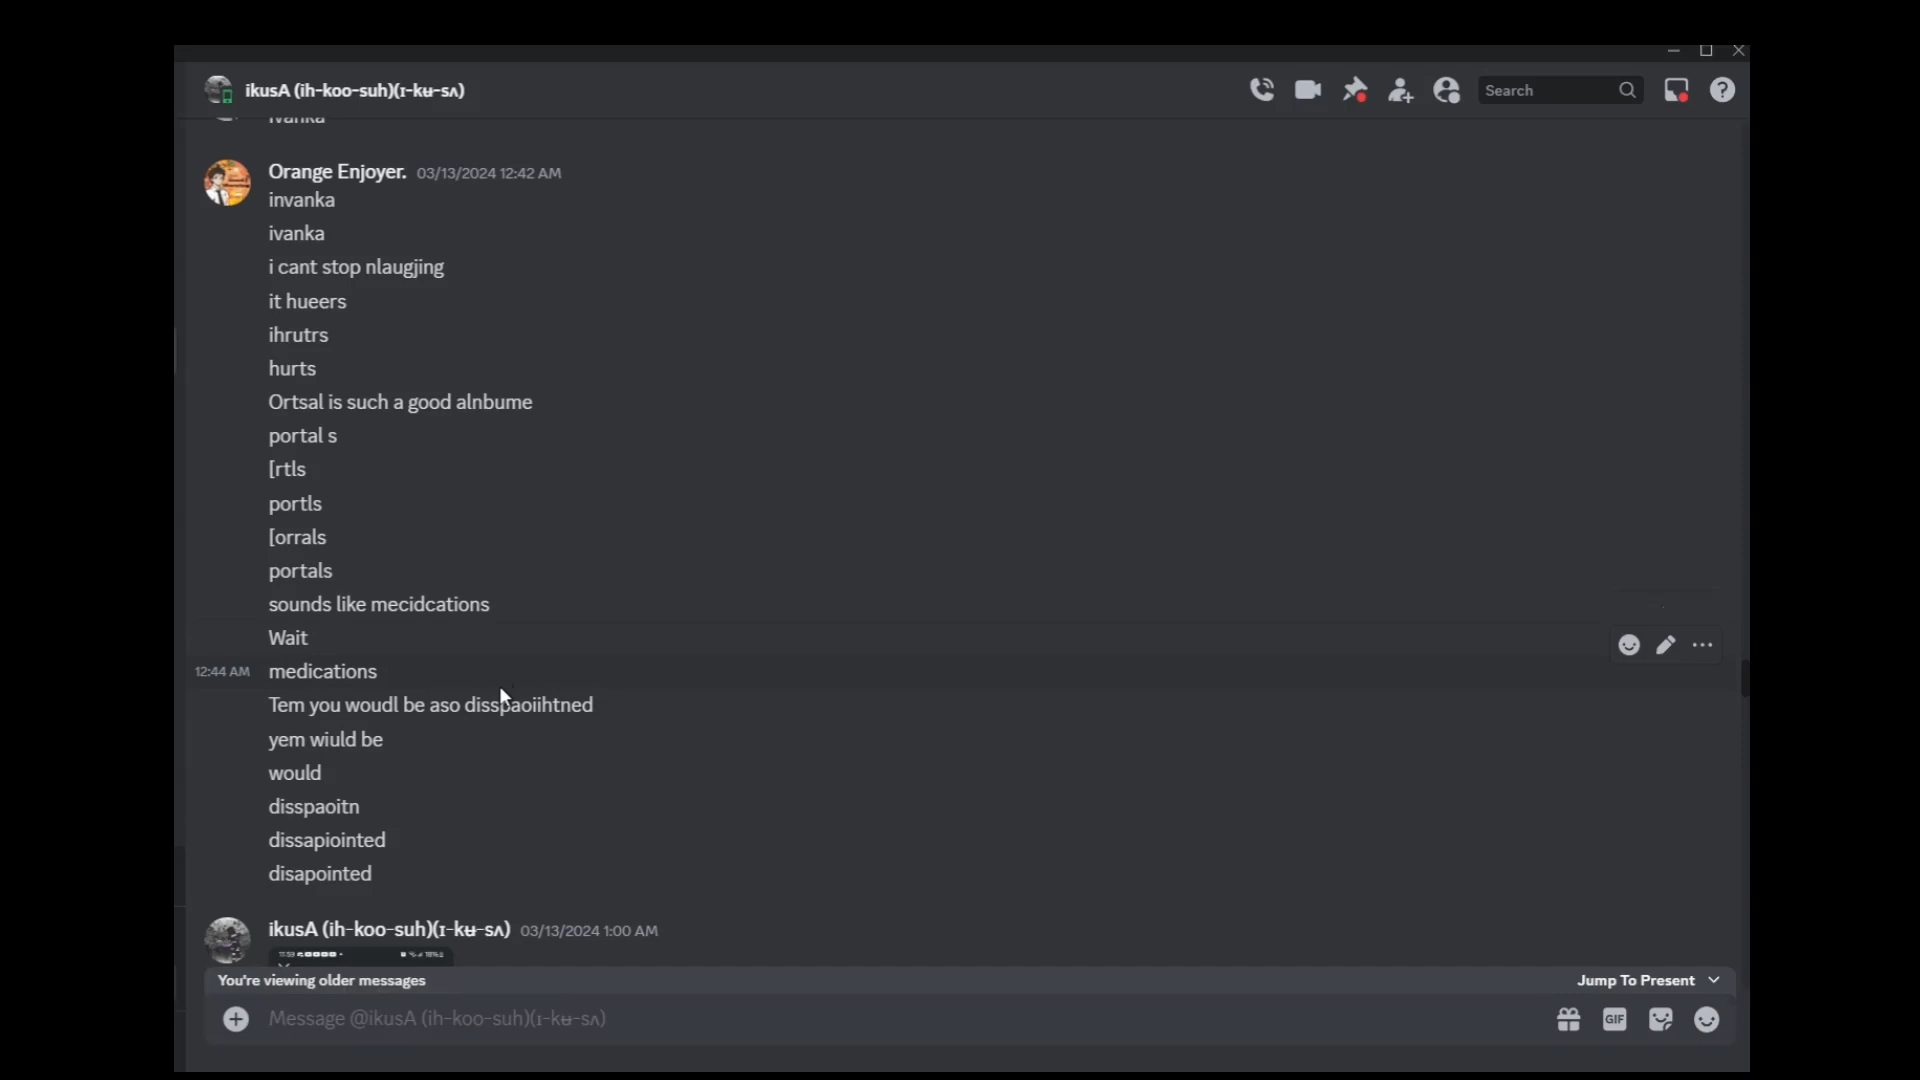 ikusA (ih-koo-suh)(ɪ-kʉ-sʌ)
Search
ivanka
Orange Enjoyer. 03/13/2024 12:42 AM
invanka
ivanka
i cant stop nlaugjing
it hueers
ihrutrs
hurts
Ortsal is such a good alnbume
portal s
[rtls
portls
[orrals
portals
sounds like mecidcations
Wait
12:44 AM medications
Tem you woudl be aso disspaoiihtned
yem wiuld be
would
disspaoitn
dissapiointed
disapointed
ikusA (ih-koo-suh)(ɪ-kʉ-sʌ) 03/13/2024 1:00 AM
You're viewing older messages Jump To Present
Message @ikusA (ih-koo-suh)(ɪ-kʉ-sʌ)
GIF